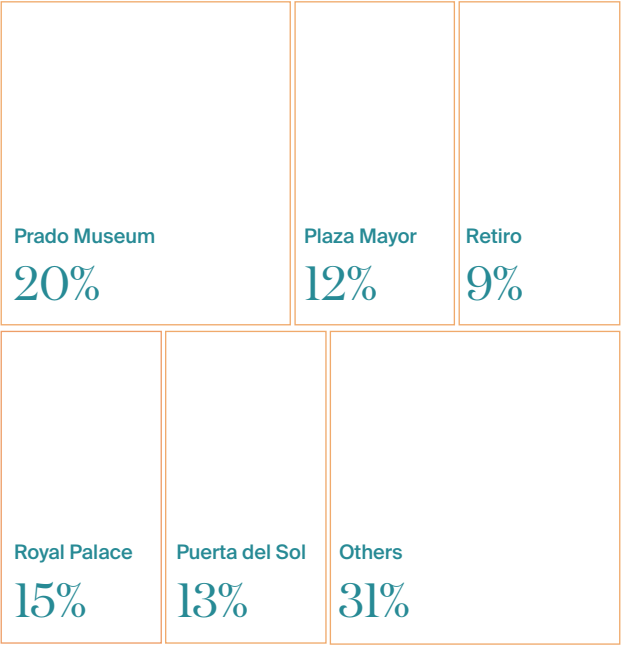 Prado Museum
20%
Plaza Mayor
12%
Retiro
9%
Royal Palace
15%
Puerta del Sol
13%
Others
31%